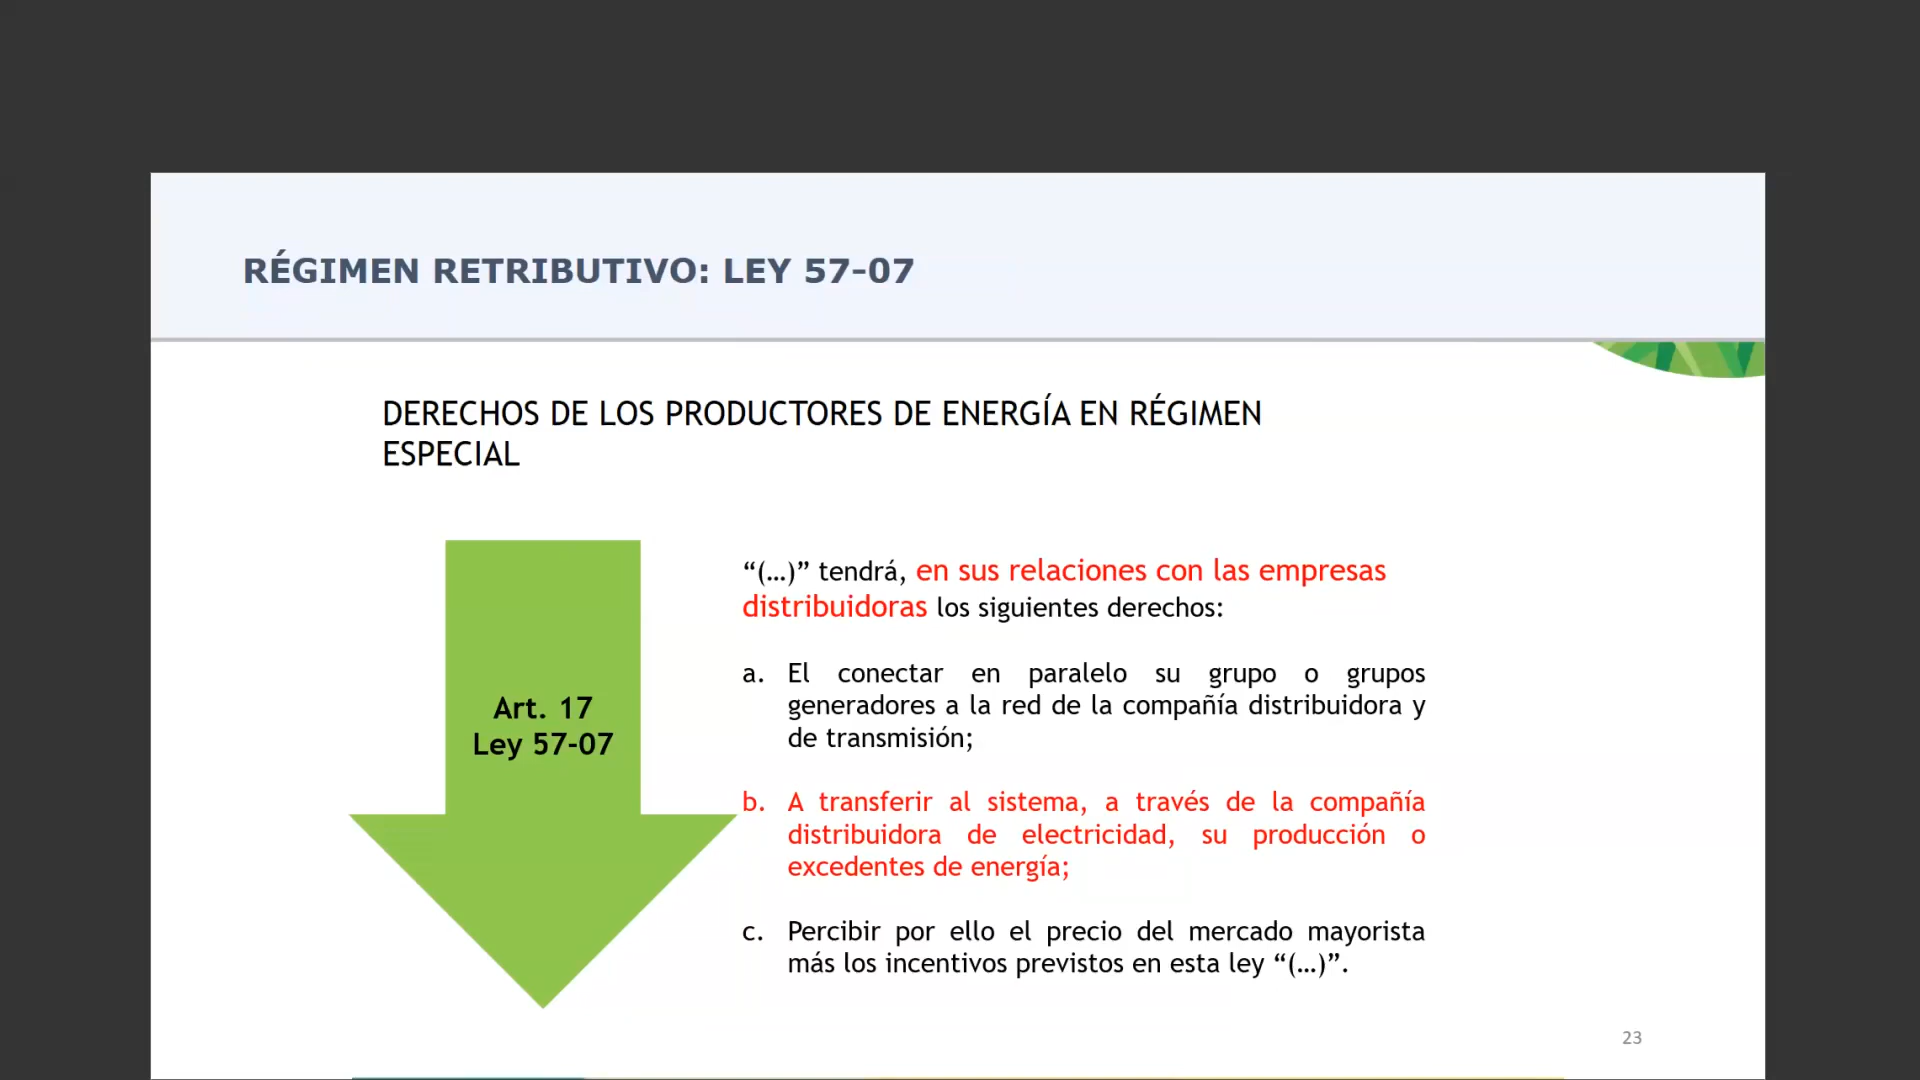 RÉGIMEN RETRIBUTIVO: LEY 57-07
DERECHOS DE LOS PRODUCTORES DE ENERGÍA EN RÉGIMEN
ESPECIAL
Art. 17
Ley 57-07
“(…)” tendrá, en sus relaciones con las empresas
distribuidoras los siguientes derechos:
a. El conectar en paralelo su grupo o grupos
generadores a la red de la compañía distribuidora y
de transmisión;
b. A transferir al sistema, a través de la compañía
distribuidora de electricidad, su producción o
excedentes de energía;
c. Percibir por ello el precio del mercado mayorista
más los incentivos previstos en esta ley “(…)”.
23